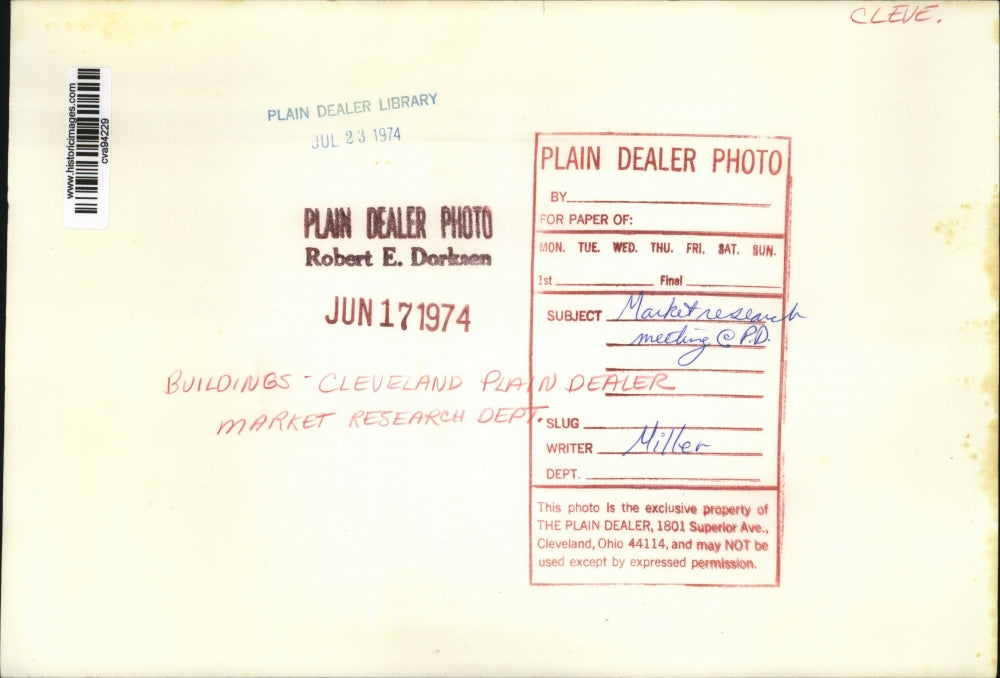 CLEVE.
www.historicimages.com
cva94229
PLAIN DEALER LIBRARY
JUL 23 1974
PLAIN DEALER PHOTO
Robert E. Dorksen
JUN 17 1974
BUILDINGS - CLEVELAND PLAIN DEALER
MARKET RESEARCH DEPT.
PLAIN DEALER PHOTO
BY
FOR PAPER OF:
MON. TUE. WED. THU. FRI. SAT. SUN.
1st Final
SUBJECT Market research
meeting @ P.D.
SLUG
WRITER Miller
DEPT.
This photo is the exclusive property of
THE PLAIN DEALER, 1801 Superior Ave.,
Cleveland, Ohio 44114, and may NOT be
used except by expressed permission.